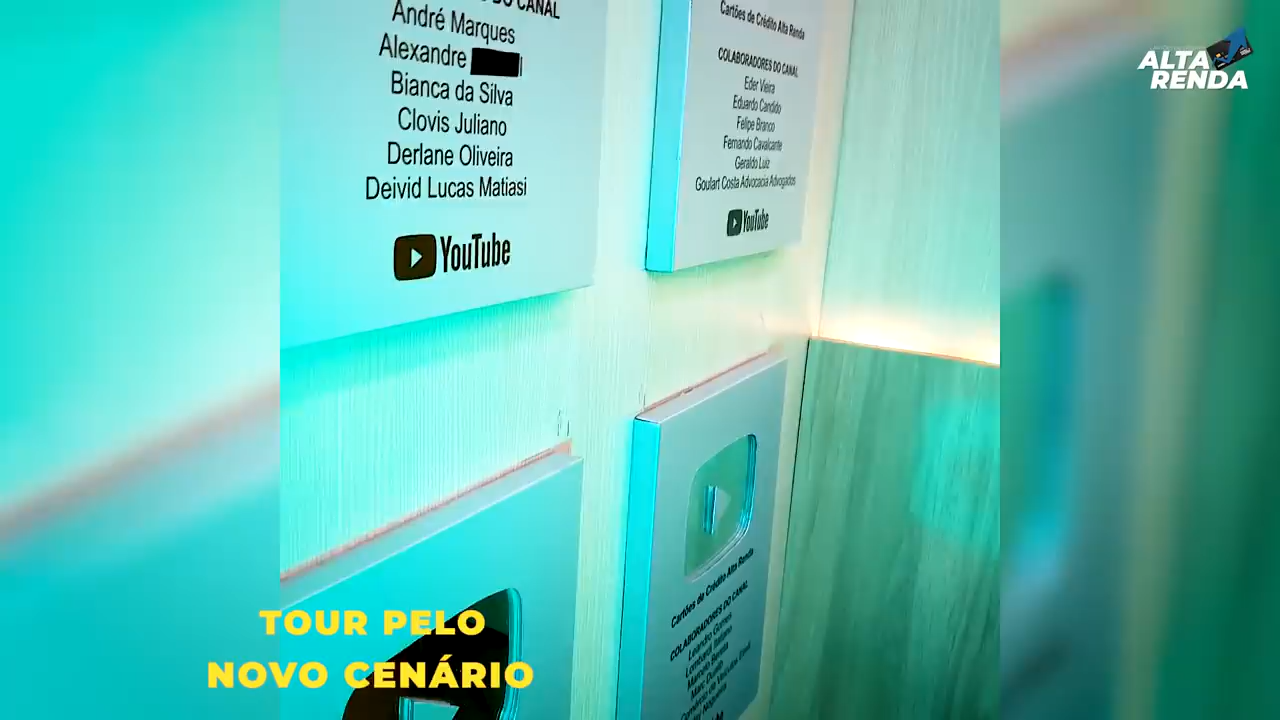 DO CANAL
André Marques
Alexandre
Bianca da Silva
Clovis Juliano
Derlane Oliveira
Deivid Lucas Matiasi
YouTube
Cartões de Crédito Alta Renda
COLABORADORES DO CANAL
Eder Vieira
Eduardo Candido
Felipe Branco
Fernando Cavalcante
Geraldo Luiz
Goulart Costa Advocacia Advogados
YouTube
ALTA
RENDA
Cartões de Crédito Alta Renda
COLABORADORES DO CANAL
Leandro Gomes
TOUR PELO
NOVO CENÁRIO